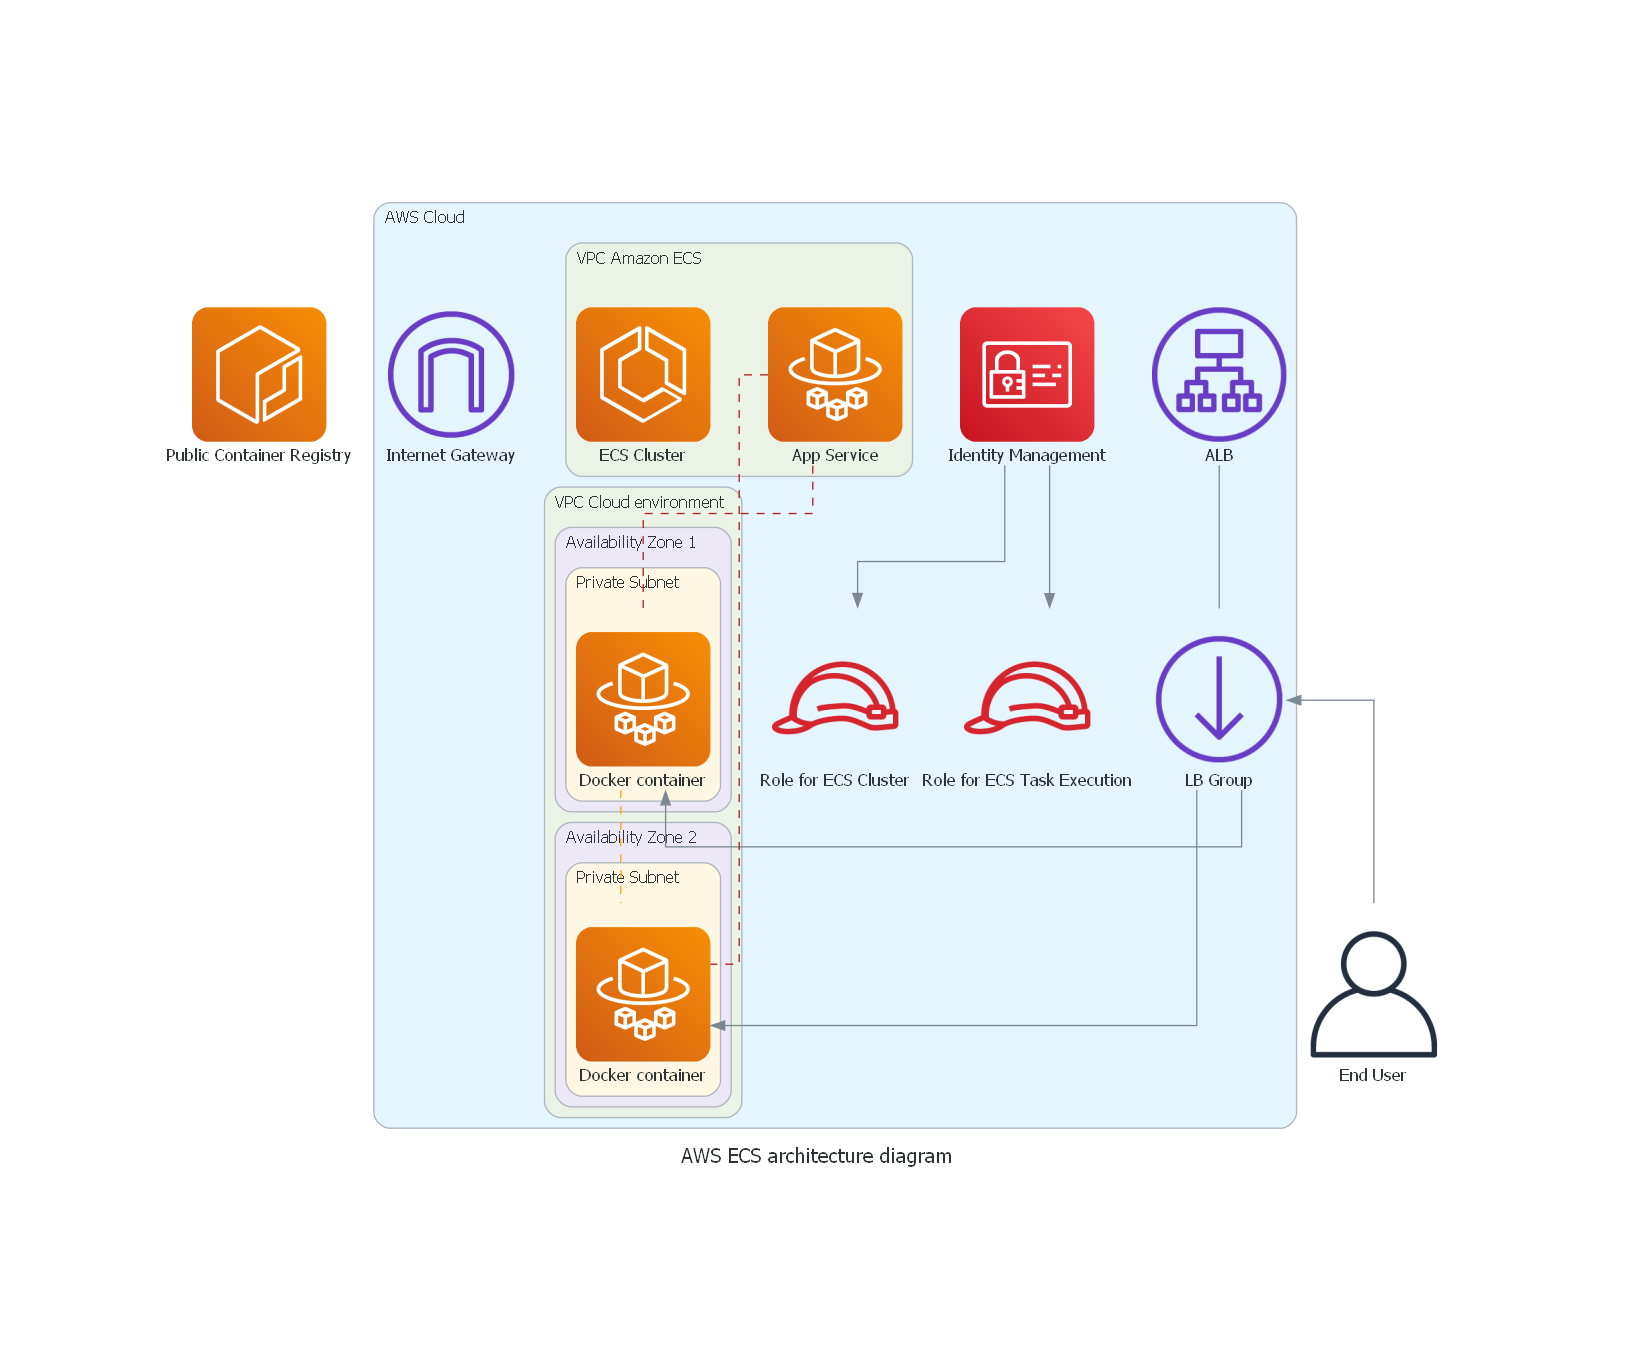 AWS Cloud
VPC Amazon ECS
Public Container Registry
Internet Gateway
ECS Cluster
App Service
Identity Management
ALB
VPC Cloud environment
Availability Zone 1
Private Subnet
Docker container
Role for ECS Cluster
Role for ECS Task Execution
LB Group
Availability Zone 2
Private Subnet
Docker container
End User
AWS ECS architecture diagram